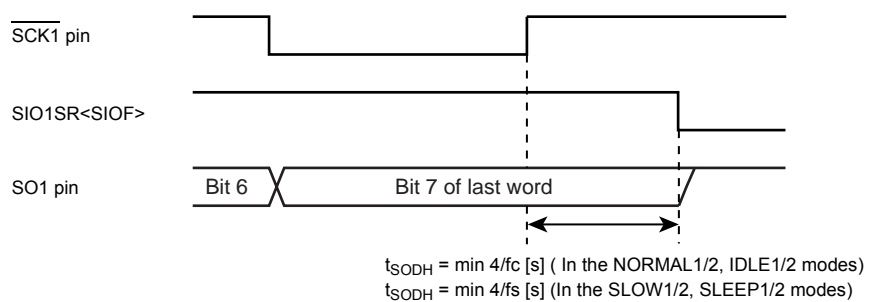 SCK1 pin
SIO1SR<SIOF>
SO1 pin
Bit 6
Bit 7 of last word
tSODH = min 4/fc [s] ( In the NORMAL1/2, IDLE1/2 modes)
tSODH = min 4/fs [s] (In the SLOW1/2, SLEEP1/2 modes)